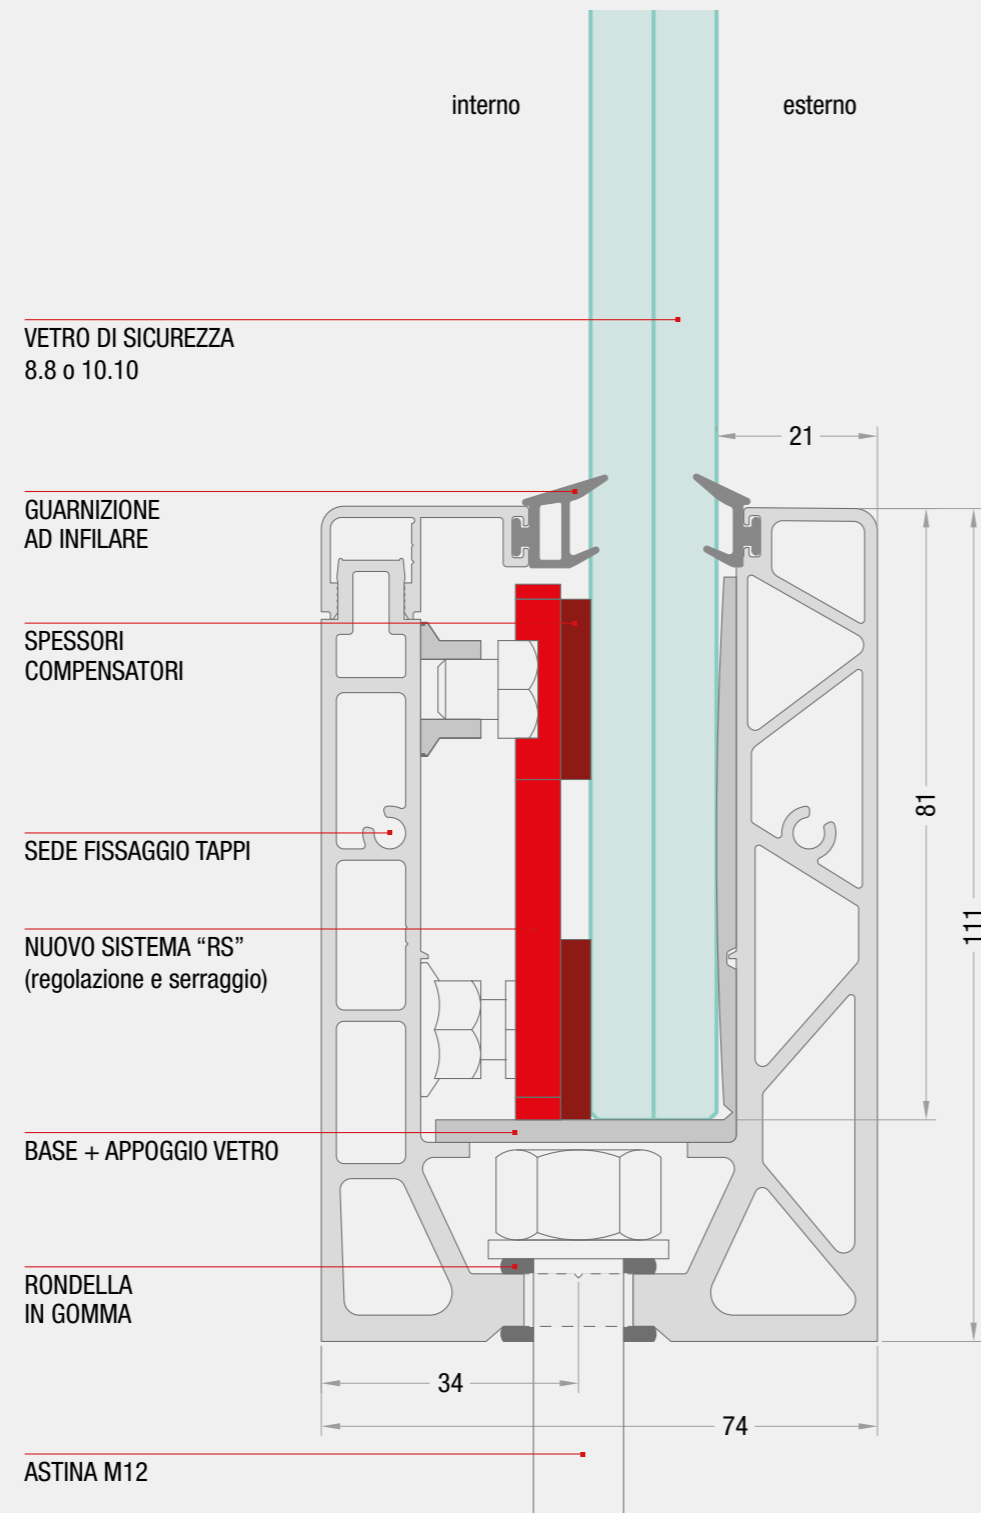 interno
esterno
VETRO DI SICUREZZA
8.8 o 10.10
21
GUARNIZIONE
AD INFILARE
SPESSORI
COMPENSATORI
81
SEDE FISSAGGIO TAPPI
111
NUOVO SISTEMA “RS”
(regolazione e serraggio)
BASE + APPOGGIO VETRO
RONDELLA
IN GOMMA
34
74
ASTINA M12